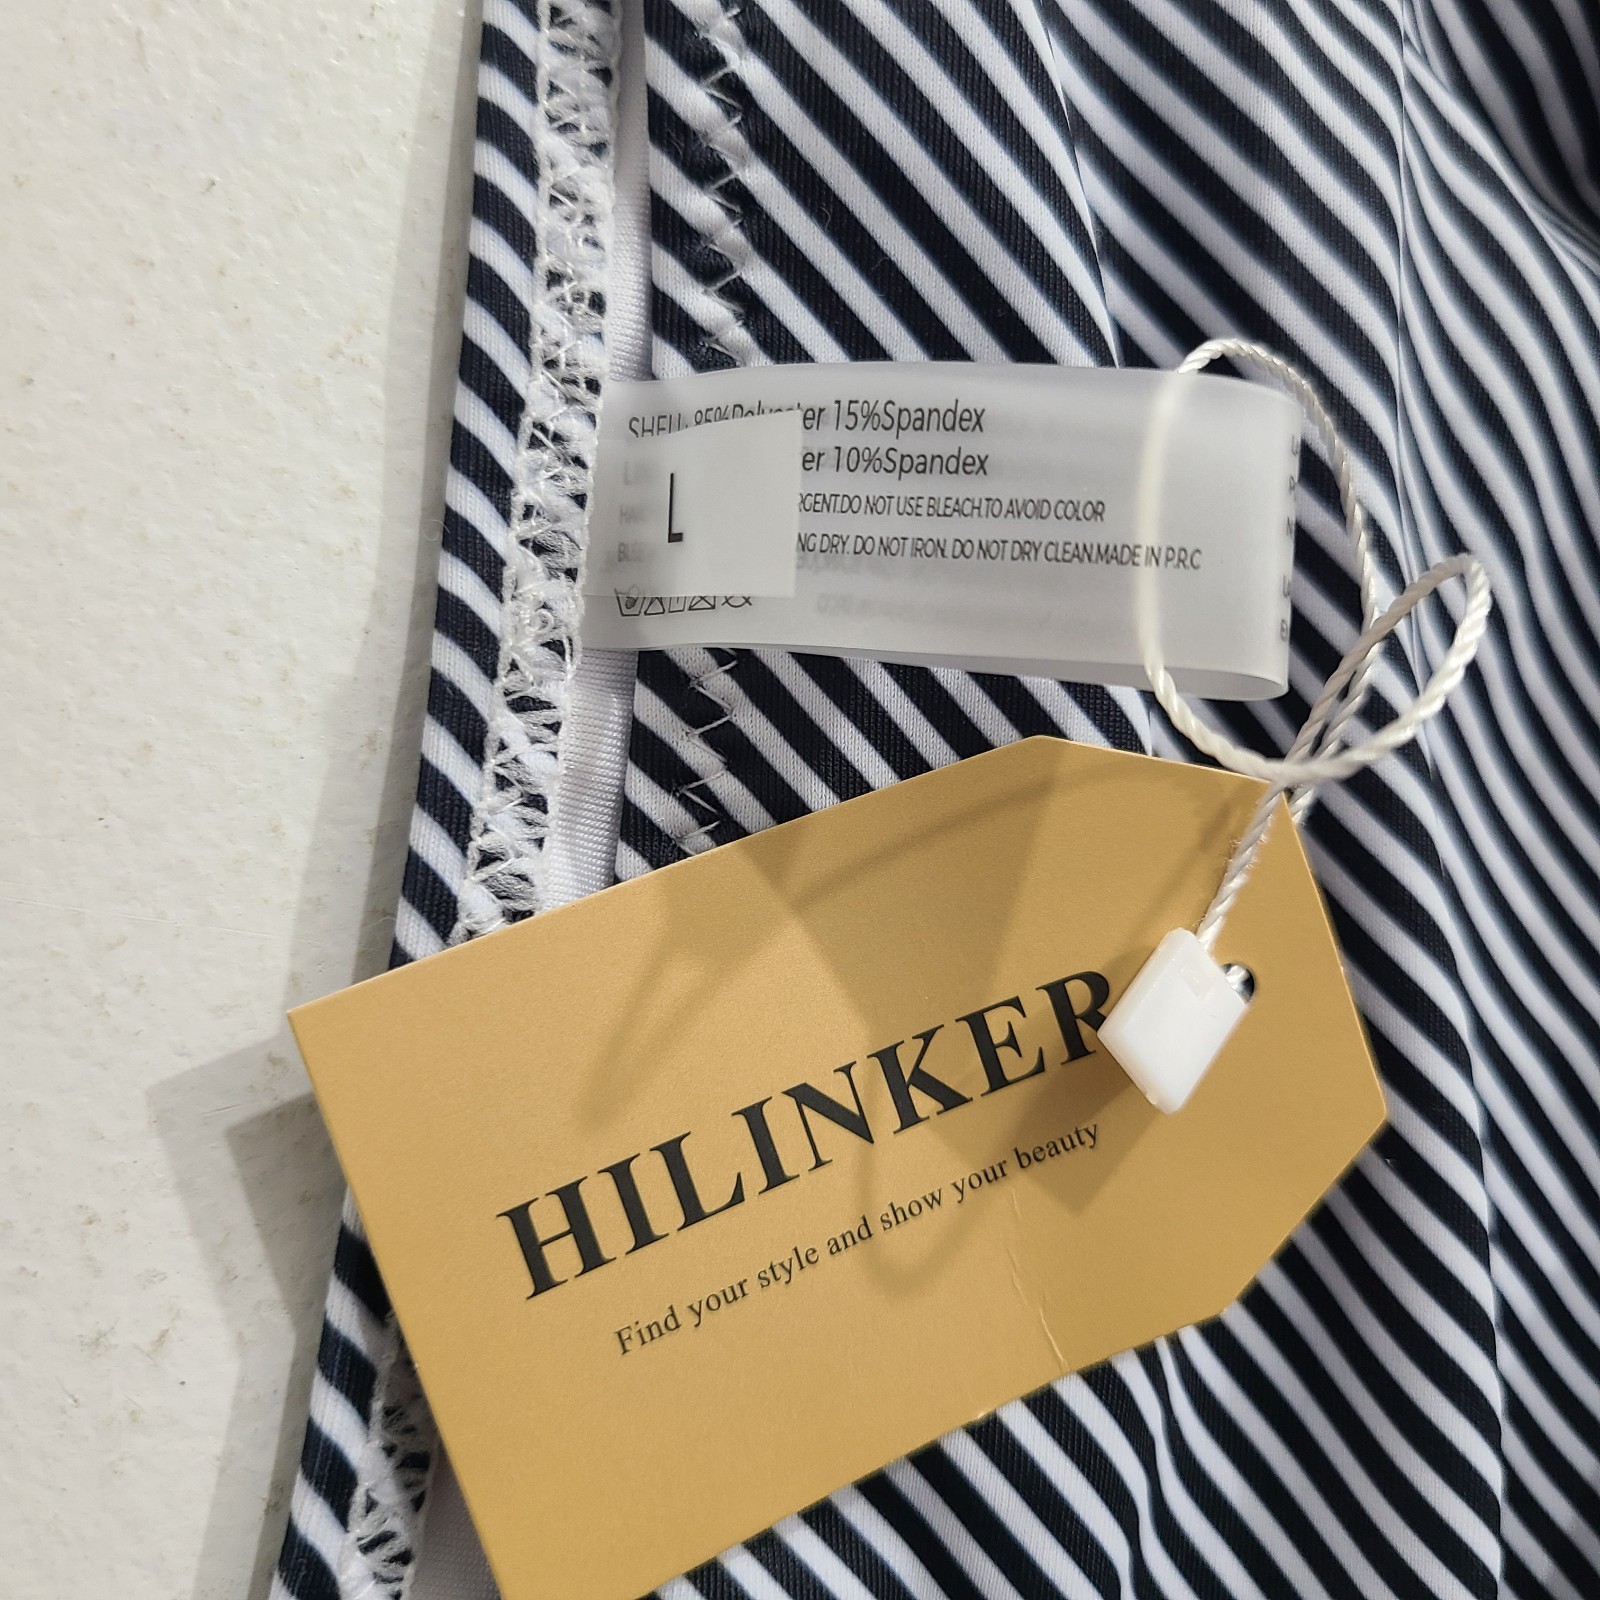 SHELL: 85%Polyester 15%Spandex
er 10%Spandex
L
RGENT.DO NOT USE BLEACH.TO AVOID COLOR
NG DRY. DO NOT IRON. DO NOT DRY CLEAN.MADE IN P.R.C
HILINKER
Find your style and show your beauty